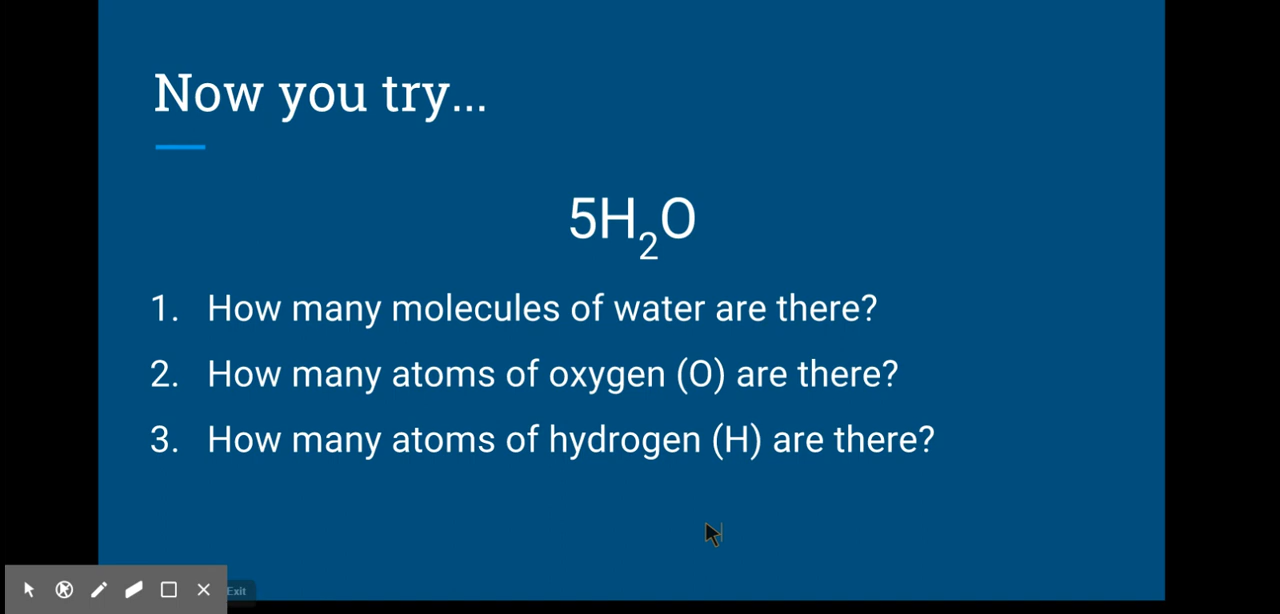 Now you try...
5H₂O
1. How many molecules of water are there?
2. How many atoms of oxygen (O) are there?
3. How many atoms of hydrogen (H) are there?
Exit